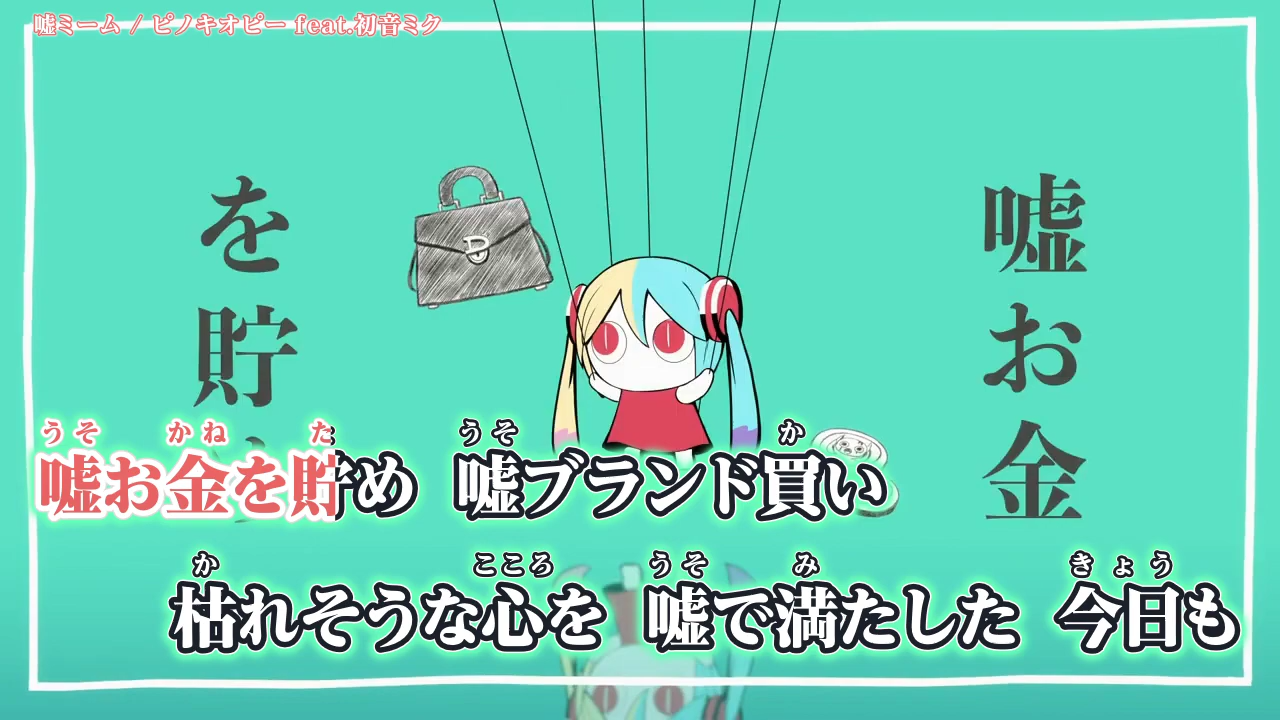 嘘ミーム / ピノキオピー feat.初音ミク
嘘お金
を貯
D
うそ かね た うそ か
嘘お金を貯め 嘘ブランド買い
か こころ うそ み きょう
枯れそうな心を 嘘で満たした 今日も